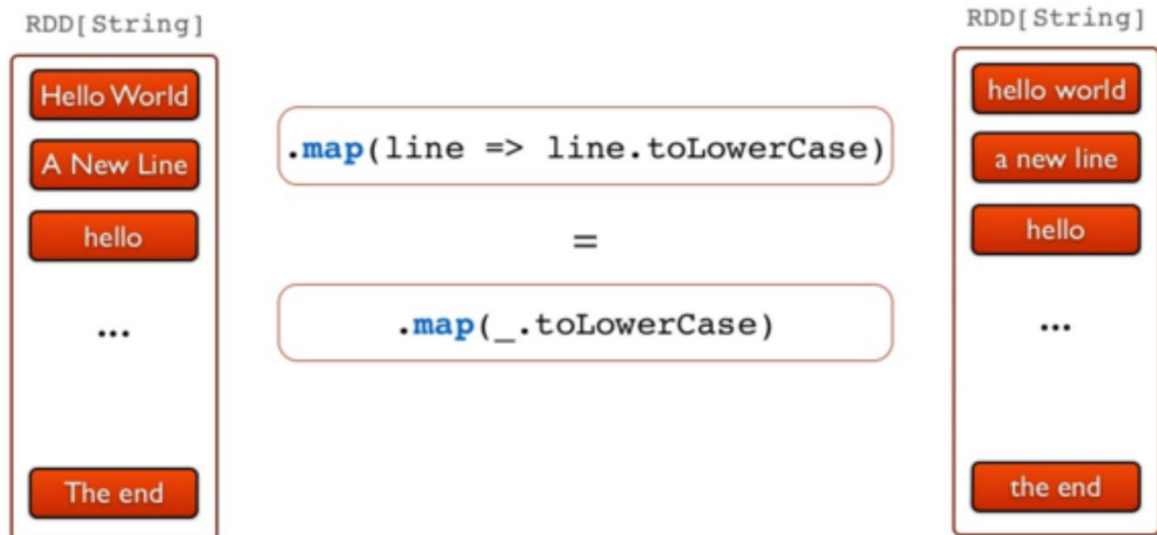 RDD[String]
Hello World
A New Line
hello
...
The end
.map(line => line.toLowerCase)
=
.map(_.toLowerCase)
RDD[String]
hello world
a new line
hello
...
the end